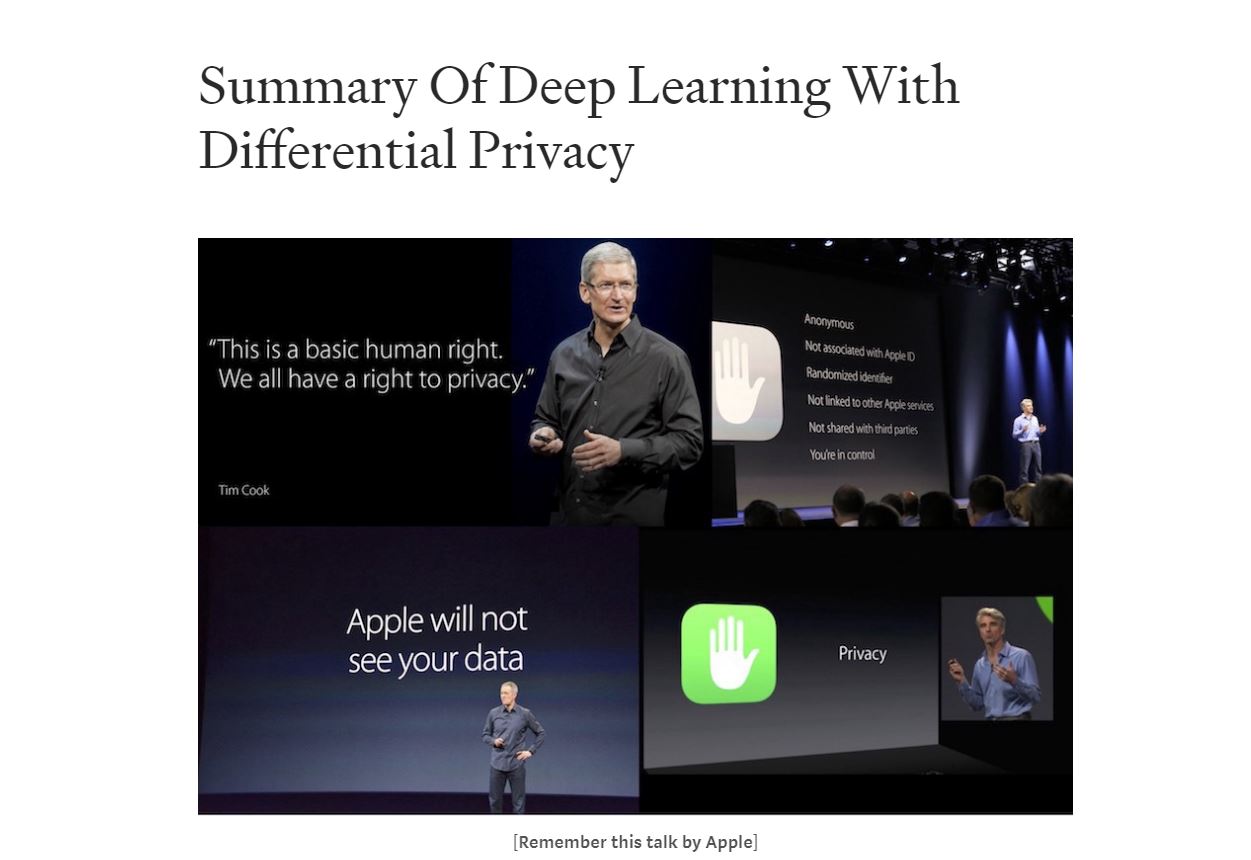 Summary Of Deep Learning With
Differential Privacy
“This is a basic human right.
We all have a right to privacy.”
Tim Cook
Anonymous
Not associated with Apple ID
Randomized identifier
Not linked to other Apple services
Not shared with third parties
You're in control
Apple will not
see your data
Privacy
[Remember this talk by Apple]